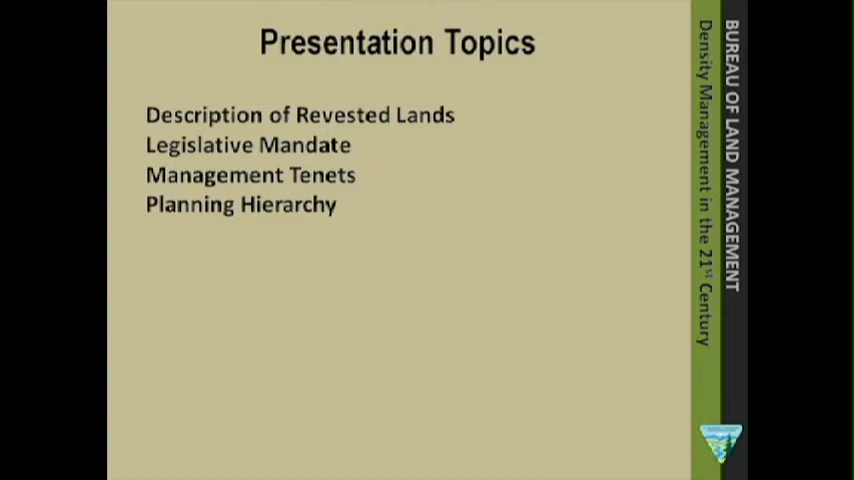 Presentation Topics
Description of Revested Lands
Legislative Mandate
Management Tenets
Planning Hierarchy
BUREAU OF LAND MANAGEMENT
Density Management in the 21st Century